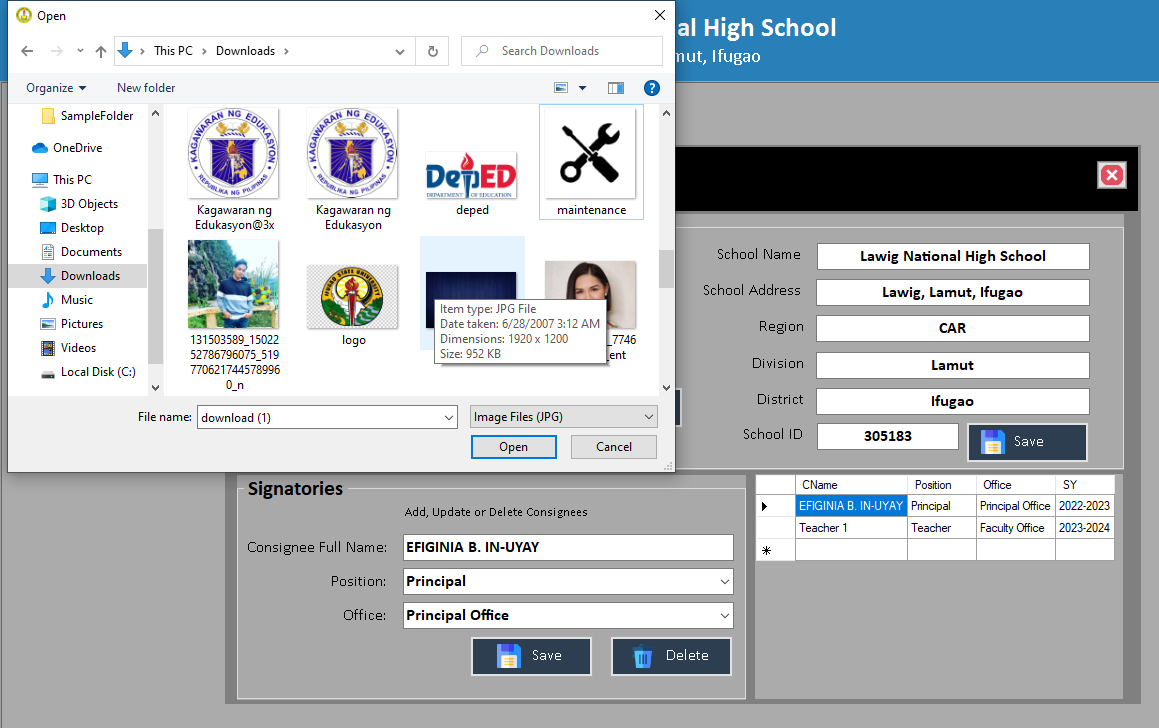 Open
al High School
mut, Ifugao
This PC
Downloads
Search Downloads
Organize
New folder
SampleFolder
OneDrive
This PC
3D Objects
Desktop
Documents
Downloads
Music
Pictures
Videos
Local Disk (C:)
KAGAWARAN NG EDUKASYON
REPUBLIKA NG PILIPINAS
Kagawaran ng
Edukasyon@3x
KAGAWARAN NG EDUKASYON
REPUBLIKA NG PILIPINAS
Kagawaran ng
Edukasyon
DepED
DEPARTMENT OF EDUCATION
deped
maintenance
131503589_15022
52786796075_519
770621744578996
0_n
IFUGAO STATE UNIVERSITY
logo
Item type: JPG File
Date taken: 6/28/2007 3:12 AM
Dimensions: 1920 x 1200
Size: 952 KB
_7746
ent
File name:
download (1)
Image Files (JPG)
Open
Cancel
School Name
Lawig National High School
School Address
Lawig, Lamut, Ifugao
Region
CAR
Division
Lamut
District
Ifugao
School ID
305183
Save
Signatories
Add, Update or Delete Consignees
Consignee Full Name:
EFIGINIA B. IN-UYAY
Position:
Principal
Office:
Principal Office
Save
Delete
CName Position Office SY
EFIGINIA B. IN-UYAY Principal Principal Office 2022-2023
Teacher 1 Teacher Faculty Office 2023-2024